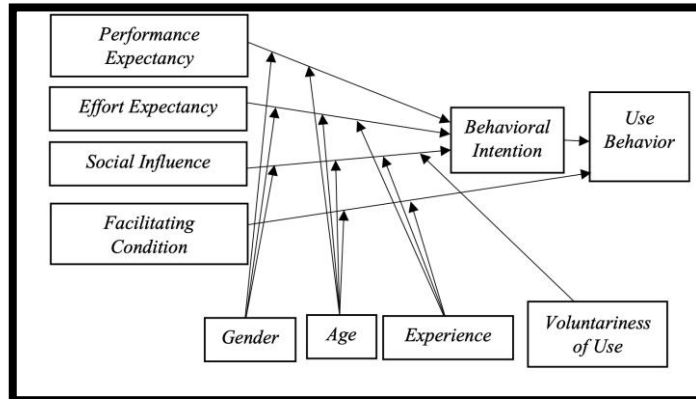 Performance
Expectancy
Effort Expectancy
Social Influence
Facilitating
Condition
Behavioral
Intention
Use
Behavior
Gender
Age
Experience
Voluntariness
of Use